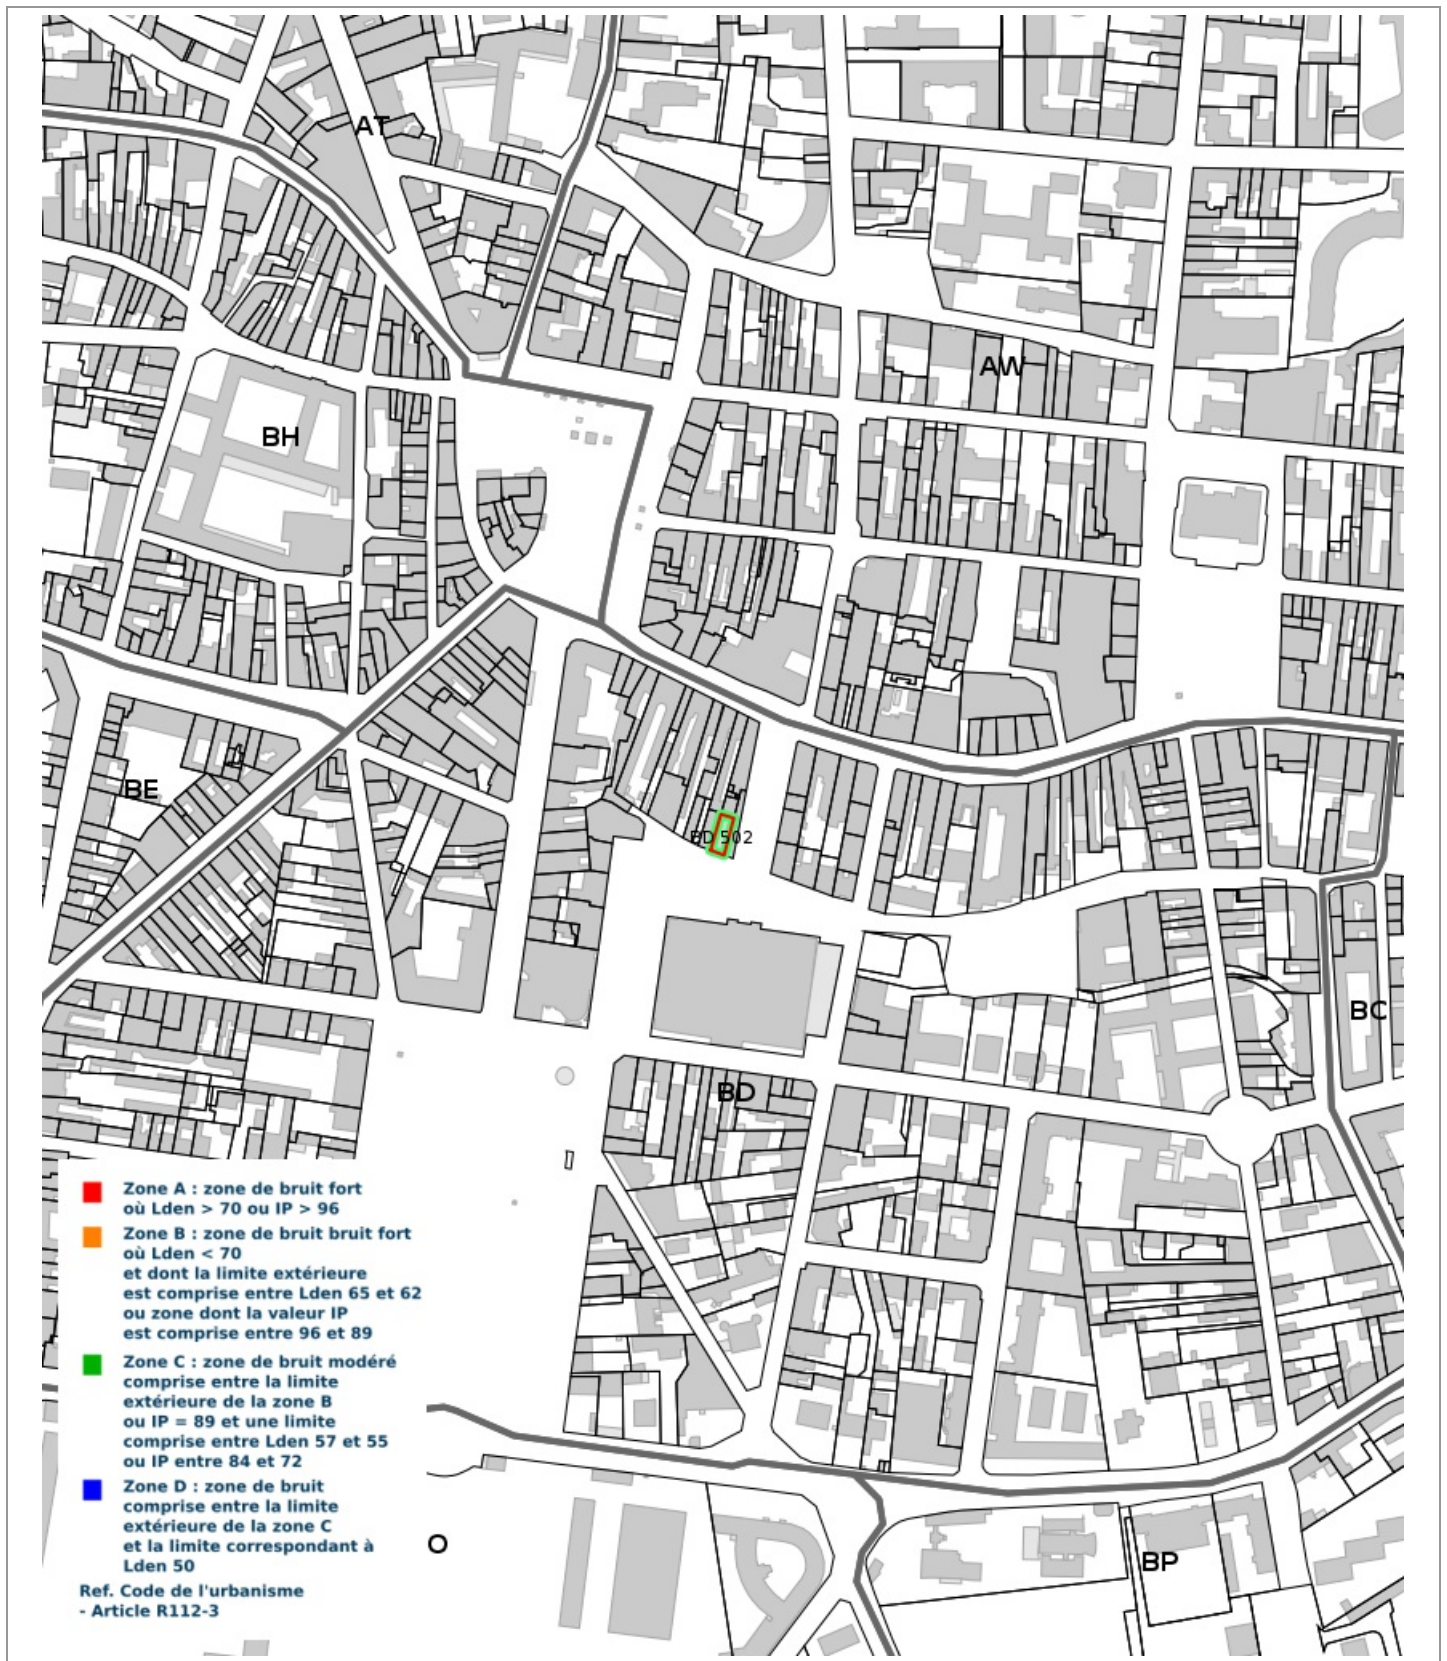 AT
AW
BH
BE
BD 502
BC
BD
Zone A : zone de bruit fort
où Lden > 70 ou IP > 96
Zone B : zone de bruit bruit fort
où Lden < 70
et dont la limite extérieure
est comprise entre Lden 65 et 62
ou zone dont la valeur IP
est comprise entre 96 et 89
Zone C : zone de bruit modéré
comprise entre la limite
extérieure de la zone B
ou IP = 89 et une limite
comprise entre Lden 57 et 55
ou IP entre 84 et 72
Zone D : zone de bruit
comprise entre la limite
extérieure de la zone C
et la limite correspondant à
Lden 50
Ref. Code de l'urbanisme
- Article R112-3
O
BP